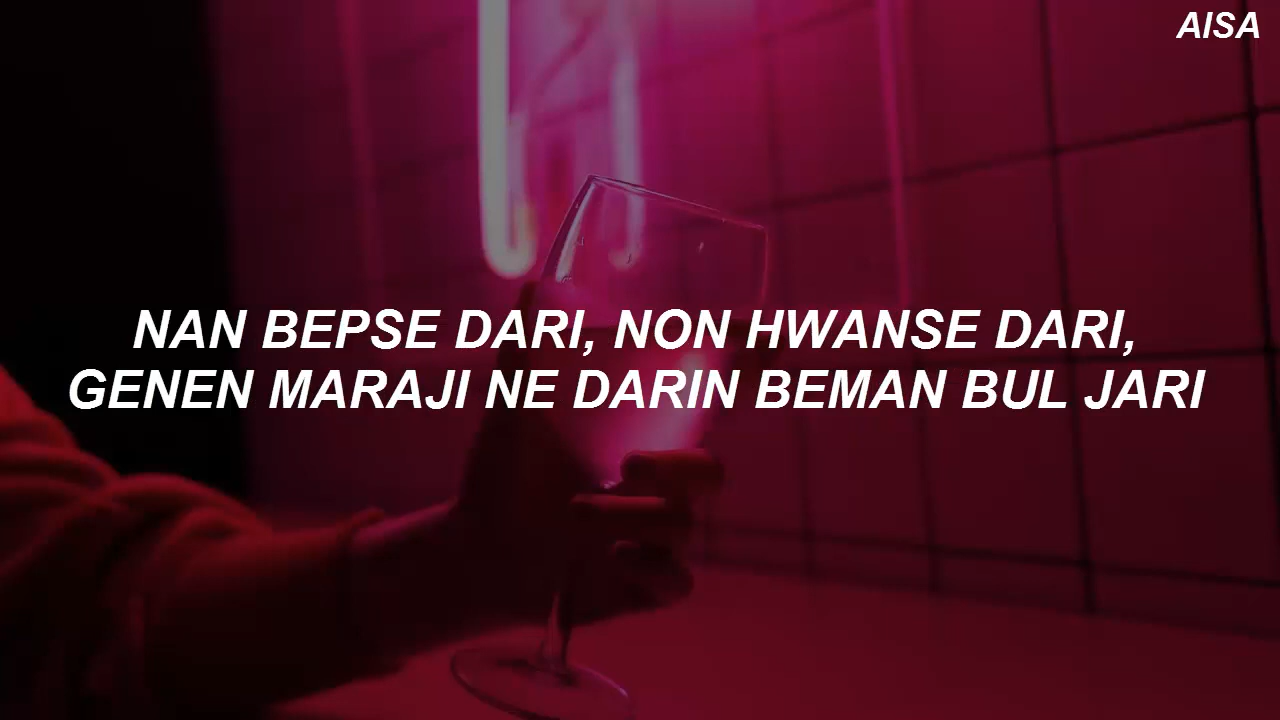 AISA
NAN BEPSE DARI, NON HWANSE DARI,
GENEN MARAJI NE DARIN BEMAN BUL JARI